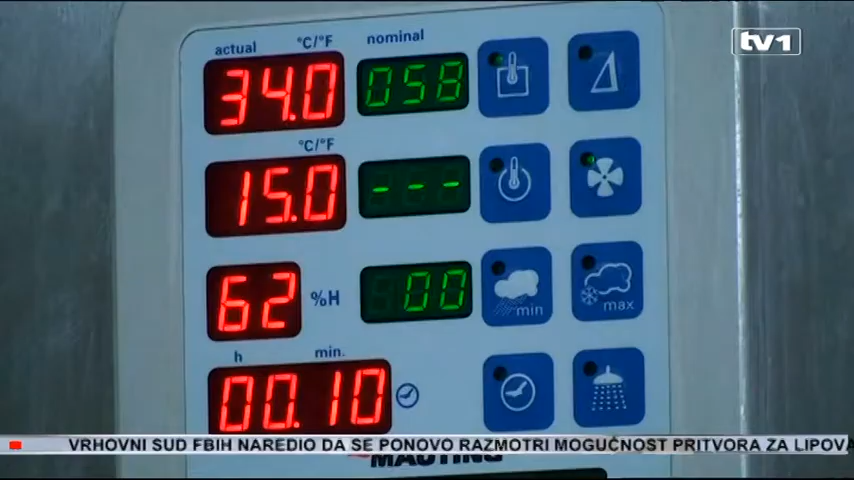 actual °C/°F nominal
tv1
34.0 058
°C/°F
15.0 ---
62 %H 00
min max
h min.
00.10
VRHOVNI SUD FBIH NAREDIO DA SE PONOVO RAZMOTRI MOGUĆNOST PRITVORA ZA LIPOVA
MAUTING